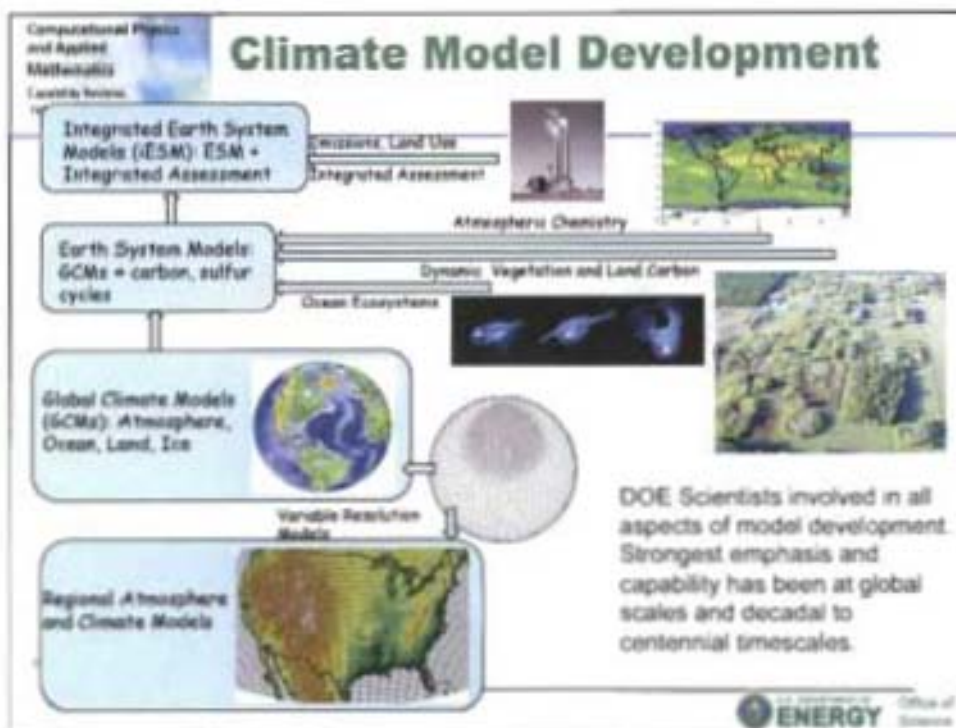 Computational Physics
and Applied
Mathematics
Capability Review
Climate Model Development
Integrated Earth System
Models (iESM): ESM +
Integrated Assessment
Emissions, Land Use
Integrated Assessment
Atmospheric Chemistry
Earth System Models:
GCMs + carbon, sulfur
cycles
Dynamic Vegetation and Land Carbon
Ocean Ecosystems
Global Climate Models
(GCMs): Atmosphere,
Ocean, Land, Ice
Variable Resolution
Models
Regional Atmosphere
and Climate Models
DOE Scientists involved in all
aspects of model development.
Strongest emphasis and
capability has been at global
scales and decadal to
centennial timescales.
U.S. DEPARTMENT OF
ENERGY
Office of
Science